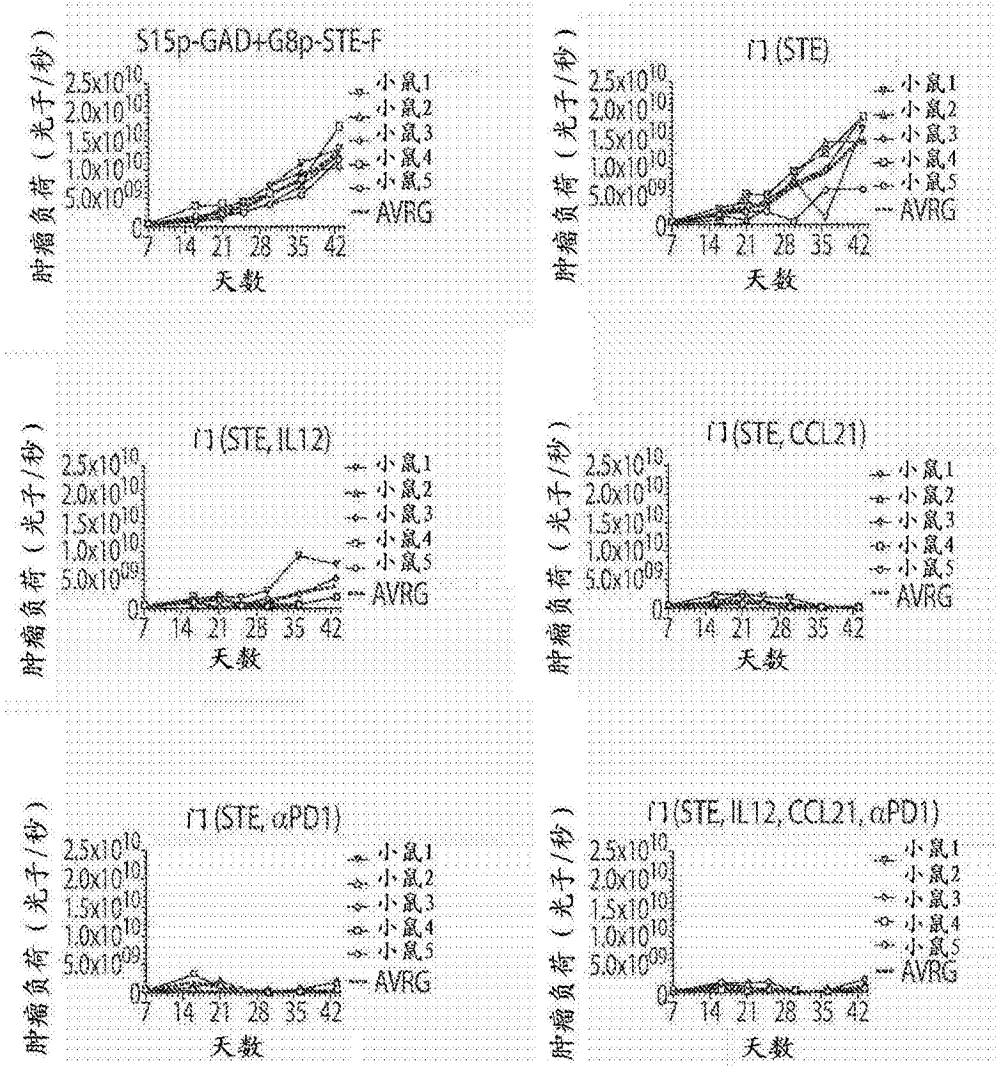 S15p-GAD+G8p-STE-F
肿瘤负荷(光子/秒)
2.5x10^10
2.0x10^10
1.5x10^10
1.0x10^10
5.0x10^09
0
7 14 21 28 35 42
天数
小鼠1
小鼠2
小鼠3
小鼠4
小鼠5
AVRG
门(STE)
肿瘤负荷(光子/秒)
2.5x10^10
2.0x10^10
1.5x10^10
1.0x10^10
5.0x10^09
0
7 14 21 28 35 42
天数
小鼠1
小鼠2
小鼠3
小鼠4
小鼠5
AVRG
门(STE, IL12)
肿瘤负荷(光子/秒)
2.5x10^10
2.0x10^10
1.5x10^10
1.0x10^10
5.0x10^09
0
7 14 21 28 35 42
天数
小鼠1
小鼠2
小鼠3
小鼠4
小鼠5
AVRG
门(STE, CCL21)
肿瘤负荷(光子/秒)
2.5x10^10
2.0x10^10
1.5x10^10
1.0x10^10
5.0x10^09
0
7 14 21 28 35 42
天数
小鼠1
小鼠2
小鼠3
小鼠4
小鼠5
AVRG
门(STE, αPD1)
肿瘤负荷(光子/秒)
2.5x10^10
2.0x10^10
1.5x10^10
1.0x10^10
5.0x10^09
0
7 14 21 28 35 42
天数
小鼠1
小鼠2
小鼠3
小鼠4
小鼠5
AVRG
门(STE, IL12, CCL21, αPD1)
肿瘤负荷(光子/秒)
2.5x10^10
2.0x10^10
1.5x10^10
1.0x10^10
5.0x10^09
0
7 14 21 28 35 42
天数
小鼠1
小鼠2
小鼠3
小鼠4
小鼠5
AVRG